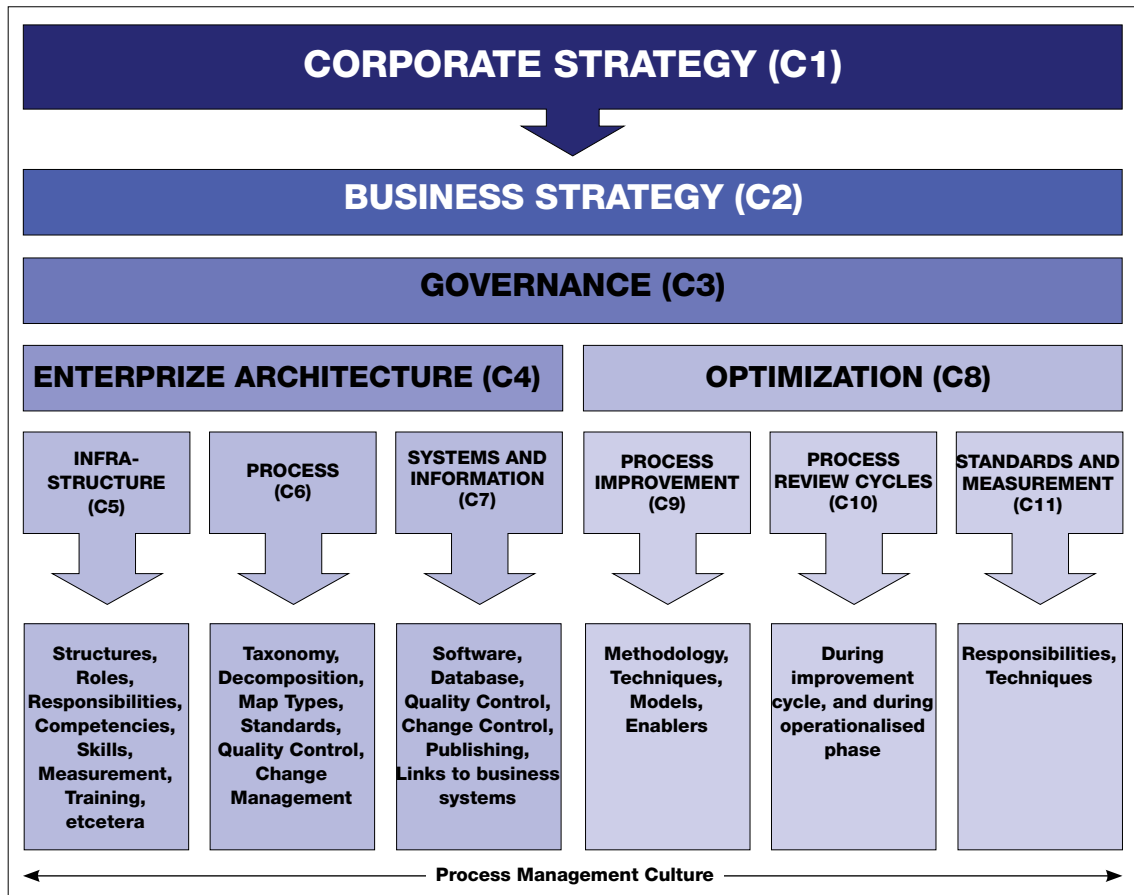 CORPORATE STRATEGY (C1)
BUSINESS STRATEGY (C2)
GOVERNANCE (C3)
ENTERPRIZE ARCHITECTURE (C4)
OPTIMIZATION (C8)
INFRA-
STRUCTURE
(C5)
PROCESS
(C6)
SYSTEMS AND
INFORMATION
(C7)
PROCESS
IMPROVEMENT
(C9)
PROCESS
REVIEW CYCLES
(C10)
STANDARDS AND
MEASUREMENT
(C11)
Structures,
Roles,
Responsibilities,
Competencies,
Skills,
Measurement,
Training,
etcetera
Taxonomy,
Decomposition,
Map Types,
Standards,
Quality Control,
Change
Management
Software,
Database,
Quality Control,
Change Control,
Publishing,
Links to business
systems
Methodology,
Techniques,
Models,
Enablers
During
improvement
cycle, and during
operationalised
phase
Responsibilities,
Techniques
Process Management Culture